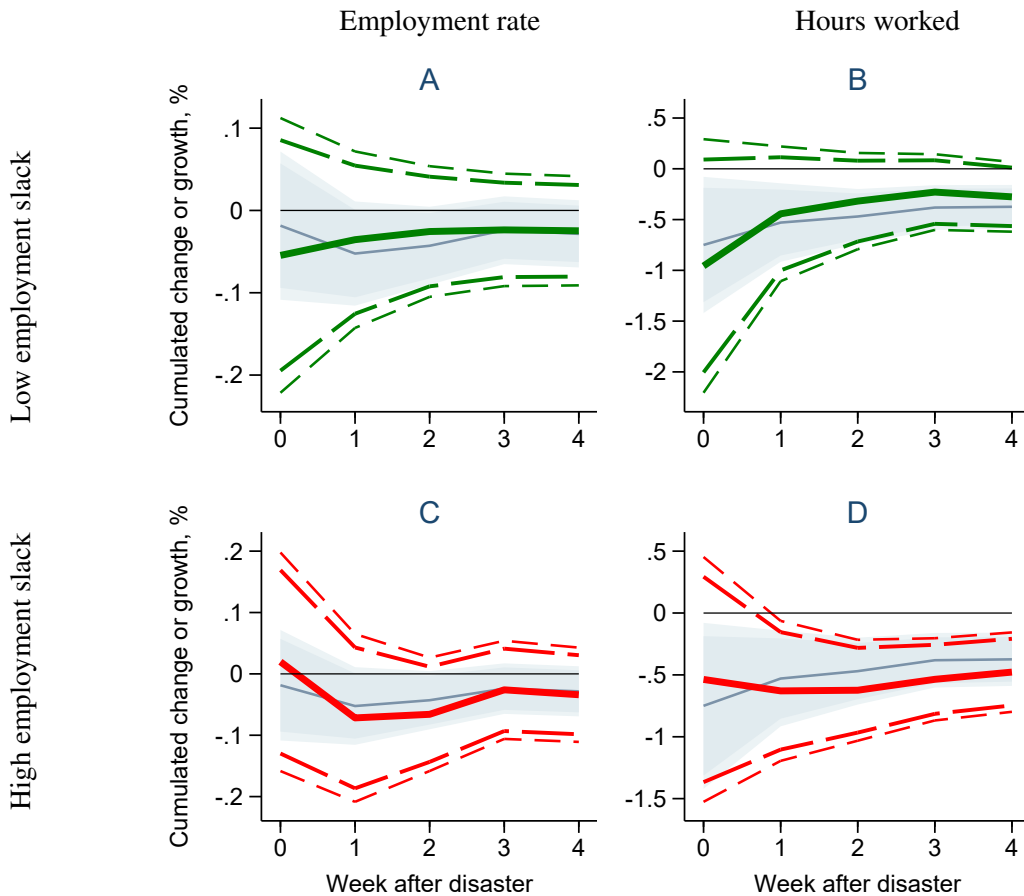 Employment rate
Hours worked
Low employment slack
Cumulated change or growth, %
A
.1
0
-.1
-.2
0 1 2 3 4
B
.5
0
-.5
-1
-1.5
-2
0 1 2 3 4
High employment slack
Cumulated change or growth, %
C
.2
.1
0
-.1
-.2
0 1 2 3 4
Week after disaster
D
.5
0
-.5
-1
-1.5
0 1 2 3 4
Week after disaster